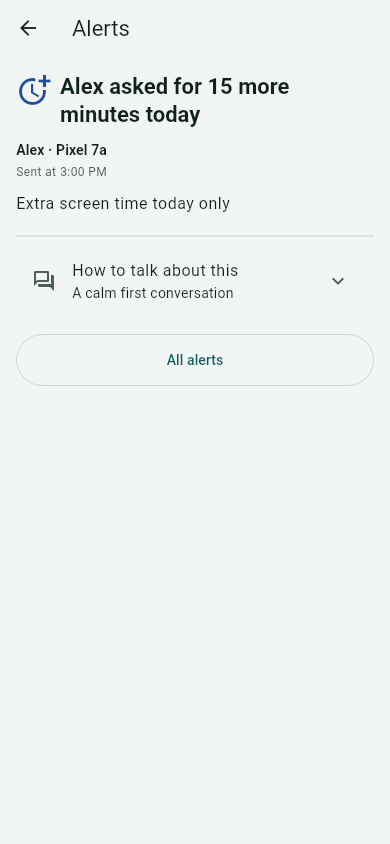 Alerts
Alex asked for 15 more
minutes today
Alex · Pixel 7a
Sent at 3:00 PM
Extra screen time today only
How to talk about this
A calm first conversation
All alerts